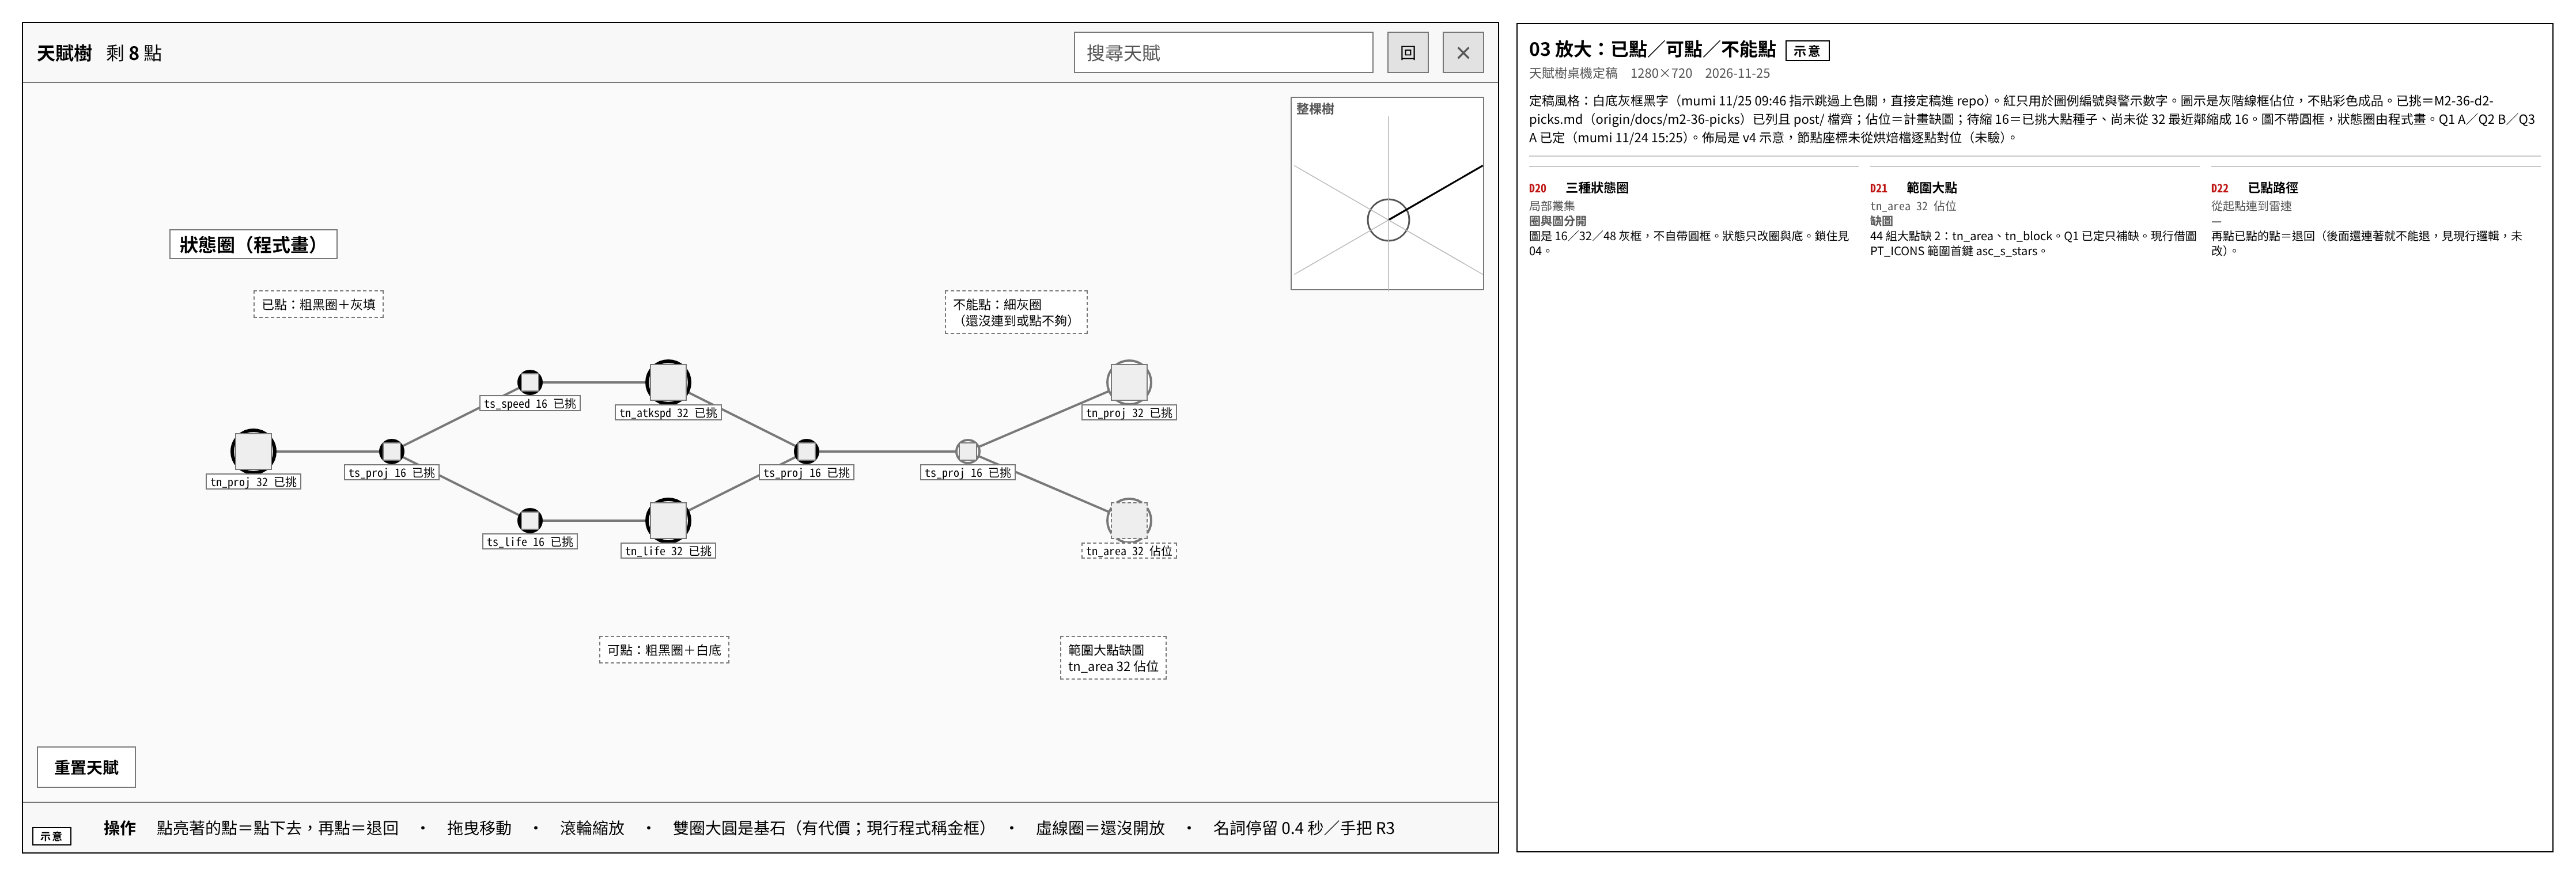 天賦樹 剩 8 點
搜尋天賦
回
×
整棵樹
狀態圈（程式畫）
已點：粗黑圈＋灰填
不能點：細灰圈
（還沒連到或點不夠）
ts_speed 16 已挑
tn_atkspd 32 已挑
tn_proj 32 已挑
tn_proj 32 已挑
ts_proj 16 已挑
ts_proj 16 已挑
ts_proj 16 已挑
ts_life 16 已挑
tn_life 32 已挑
tn_area 32 佔位
可點：粗黑圈＋白底
範圍大點缺圖
tn_area 32 佔位
重置天賦
示意
操作 點亮著的點＝點下去，再點＝退回 · 拖曳移動 · 滾輪縮放 · 雙圈大圓是基石（有代價；現行程式稱金框） · 虛線圈＝還沒開放 · 名詞停留 0.4 秒／手把 R3
03 放大：已點／可點／不能點 示意
天賦樹桌機定稿 1280×720 2026-11-25
定稿風格：白底灰框黑字（mumi 11/25 09:46 指示跳過上色關，直接定稿進 repo）。紅只用於圖例編號與警示數字。圖示是灰階線框佔位，不貼彩色成品。已挑＝M2-36-d2-
picks.md（origin/docs/m2-36-picks）已列且 post/ 檔齊；佔位＝計畫缺圖；待縮 16＝已挑大點種子、尚未從 32 最近鄰縮成 16。圖不帶圓框，狀態圈由程式畫。Q1 A／Q2 B／Q3
A 已定（mumi 11/24 15:25）。佈局是 v4 示意，節點座標未從烘焙檔逐點對位（未驗）。
D20 三種狀態圈
局部叢集
圈與圖分開
圖是 16／32／48 灰框，不自帶圓框。狀態只改圈與底。鎖住見
04。
D21 範圍大點
tn_area 32 佔位
缺圖
44 組大點缺 2：tn_area、tn_block。Q1 已定只補缺。現行借圖
PT_ICONS 範圍首鍵 asc_s_stars。
D22 已點路徑
從起點連到雷速
—
再點已點的點＝退回（後面還連著就不能退，見現行邏輯，未
改）。